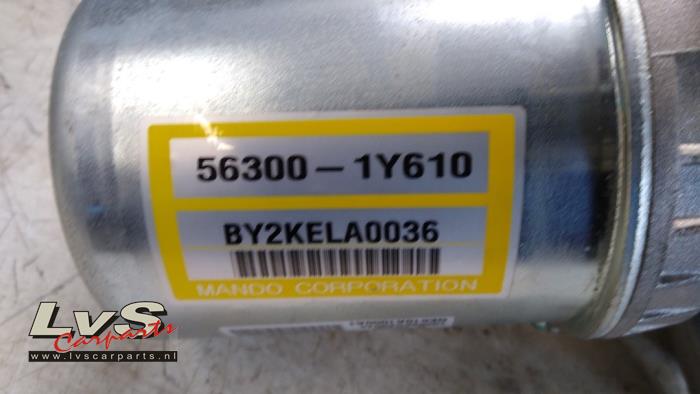 56300-1Y610
BY2KELA0036
MANDO CORPORATION
LvS
Carparts
www.lvscarparts.nl